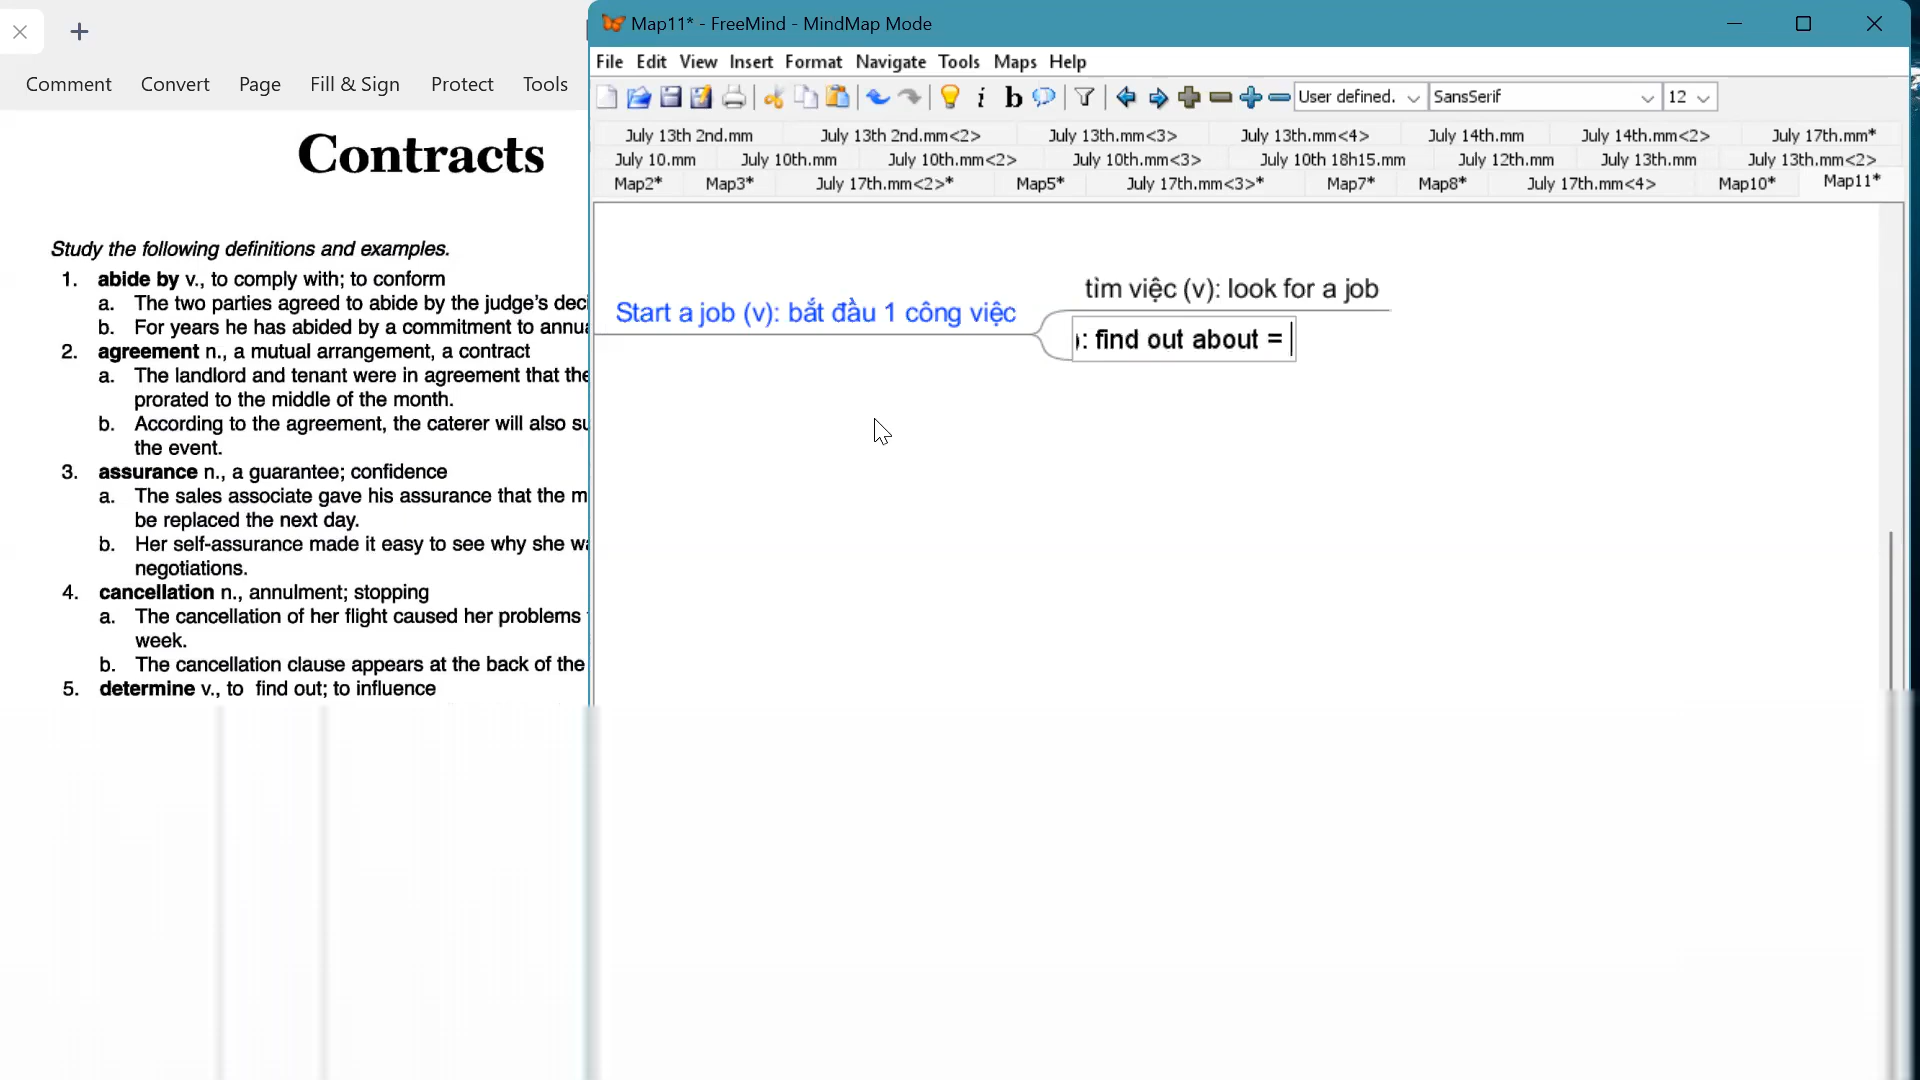 Comment Convert Page Fill & Sign Protect Tools
Contracts
Study the following definitions and examples.
1. abide by v., to comply with; to conform
a. The two parties agreed to abide by the judge's deci
b. For years he has abided by a commitment to annua
2. agreement n., a mutual arrangement, a contract
a. The landlord and tenant were in agreement that the
prorated to the middle of the month.
b. According to the agreement, the caterer will also su
the event.
3. assurance n., a guarantee; confidence
a. The sales associate gave his assurance that the m
be replaced the next day.
b. Her self-assurance made it easy to see why she wa
negotiations.
4. cancellation n., annulment; stopping
a. The cancellation of her flight caused her problems
week.
b. The cancellation clause appears at the back of the
5. determine v., to find out; to influence
Map11* - FreeMind - MindMap Mode
File Edit View Insert Format Navigate Tools Maps Help
User defined. SansSerif 12
July 13th 2nd.mm July 13th 2nd.mm<2> July 13th.mm<3> July 13th.mm<4> July 14th.mm July 14th.mm<2> July 17th.mm*
July 10.mm July 10th.mm July 10th.mm<2> July 10th.mm<3> July 10th 18h15.mm July 12th.mm July 13th.mm July 13th.mm<2>
Map2* Map3* July 17th.mm<2>* Map5* July 17th.mm<3>* Map7* Map8* July 17th.mm<4> Map10* Map11*
Start a job (v): bắt đầu 1 công việc
tìm việc (v): look for a job
): find out about =